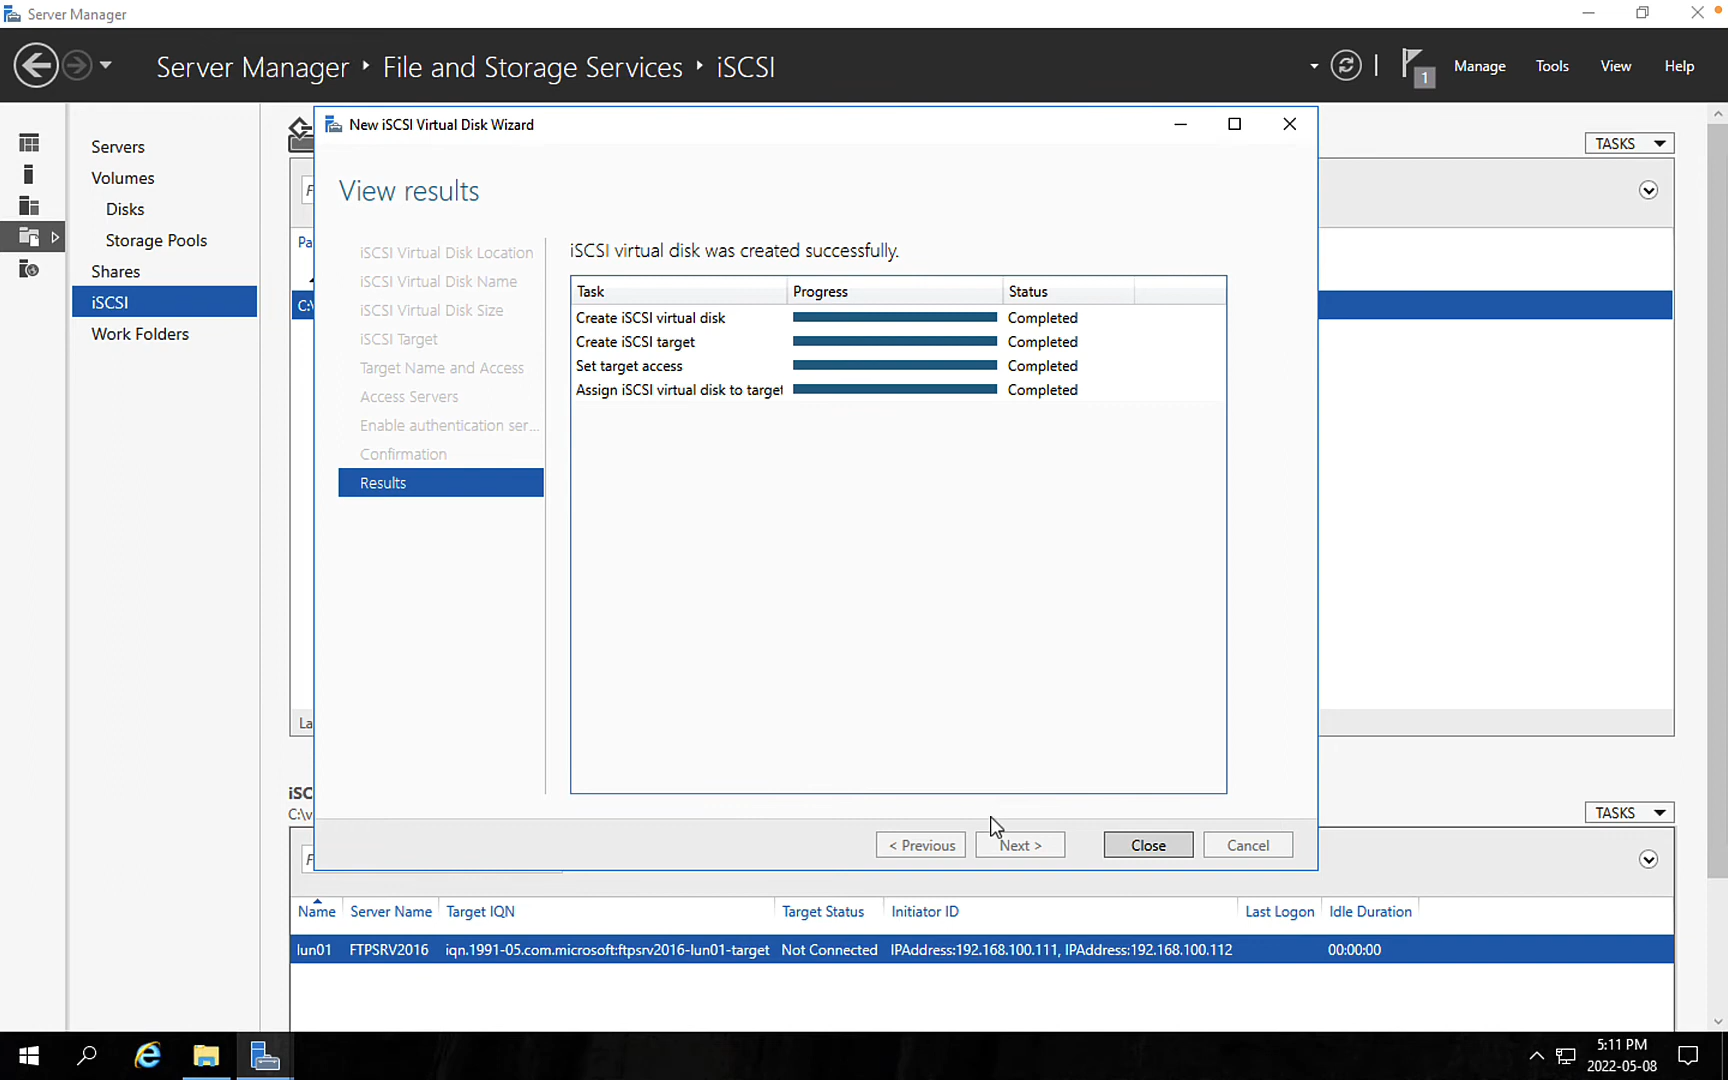 Server Manager
Server Manager ‣ File and Storage Services ‣ iSCSI
1
Manage Tools View Help
Servers
Volumes
Disks
Storage Pools
Shares
iSCSI
Work Folders
TASKS
F
Pa
C:\
La
New iSCSI Virtual Disk Wizard
View results
iSCSI Virtual Disk Location
iSCSI Virtual Disk Name
iSCSI Virtual Disk Size
iSCSI Target
Target Name and Access
Access Servers
Enable authentication ser...
Confirmation
Results
iSCSI virtual disk was created successfully.
Task Progress Status
Create iSCSI virtual disk Completed
Create iSCSI target Completed
Set target access Completed
Assign iSCSI virtual disk to target Completed
< Previous Next > Close Cancel
iSC
C:\v
TASKS
F
Name Server Name Target IQN Target Status Initiator ID Last Logon Idle Duration
lun01 FTPSRV2016 iqn.1991-05.com.microsoft:ftpsrv2016-lun01-target Not Connected IPAddress:192.168.100.111, IPAddress:192.168.100.112 00:00:00
5:11 PM
2022-05-08